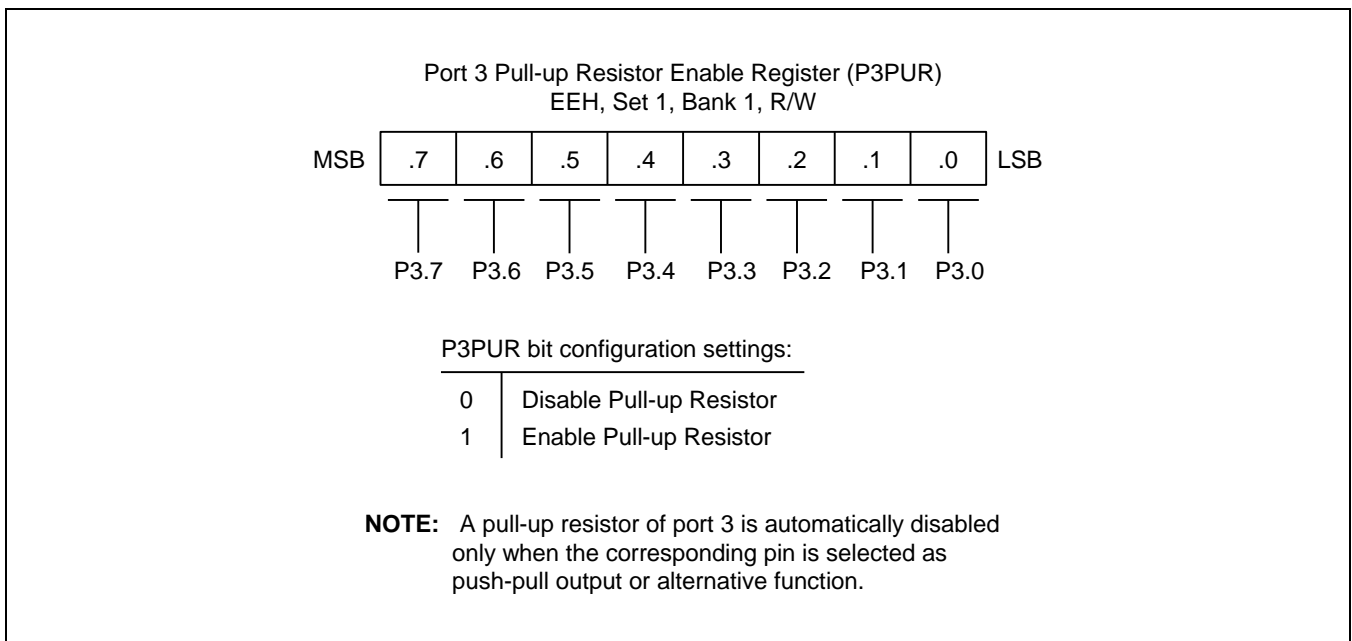 Port 3 Pull-up Resistor Enable Register (P3PUR)
EEH, Set 1, Bank 1, R/W
MSB .7 .6 .5 .4 .3 .2 .1 .0 LSB
P3.7 P3.6 P3.5 P3.4 P3.3 P3.2 P3.1 P3.0
P3PUR bit configuration settings:
0 Disable Pull-up Resistor
1 Enable Pull-up Resistor
NOTE: A pull-up resistor of port 3 is automatically disabled
only when the corresponding pin is selected as
push-pull output or alternative function.